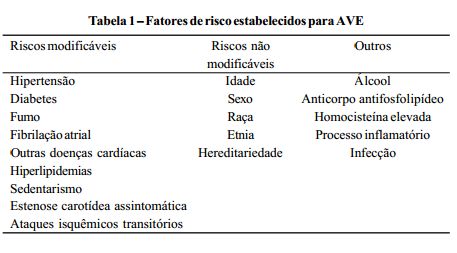 Tabela 1 – Fatores de risco estabelecidos para AVE
Riscos modificáveis Riscos não modificáveis Outros
Hipertensão Idade Álcool
Diabetes Sexo Anticorpo antifosfolipídeo
Fumo Raça Homocisteína elevada
Fibrilação atrial Etnia Processo inflamatório
Outras doenças cardíacas Hereditariedade Infecção
Hiperlipidemias
Sedentarismo
Estenose carotídea assintomática
Ataques isquêmicos transitórios